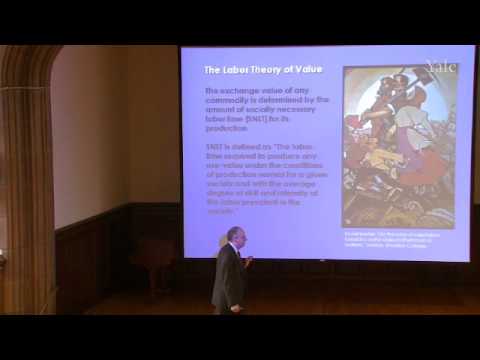 The Labor Theory of Value
Yale
The exchange value of any
commodity is determined by the
amount of socially necessary
labor time (SNLT) for its
production
SNLT is defined as "The labor-
time required to produce any
use-value under the conditions
of production normal for a given
society and with the average
degree of skill and intensity of
the labor prevalent in the
society."